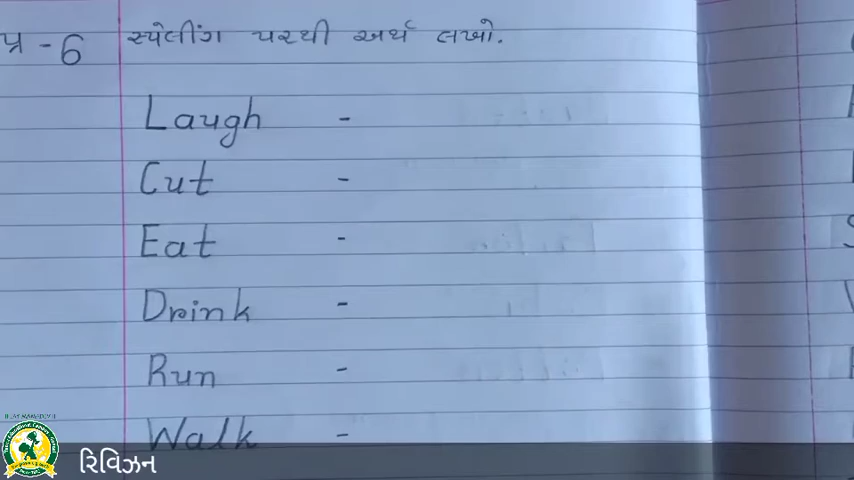 પ્ર - 6 સ્પેલીંગ પરથી અર્થ લખો.
Laugh -
Cut -
Eat -
Drink -
Run -
Walk -
રિવિઝન